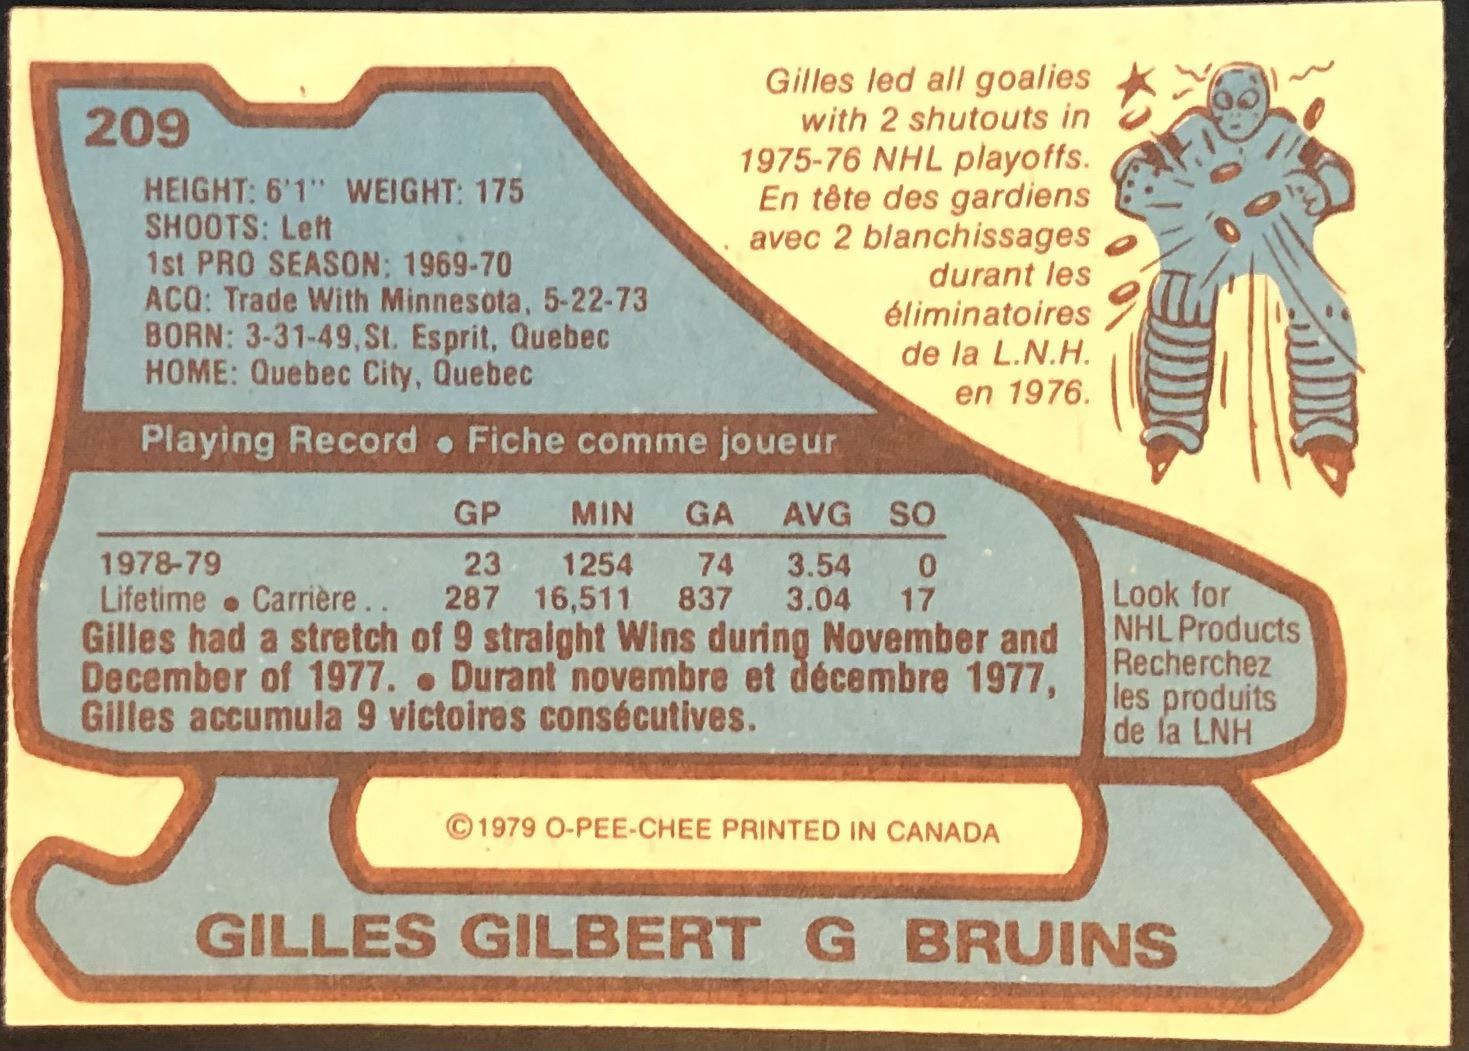 209
HEIGHT: 6'1" WEIGHT: 175
SHOOTS: Left
1st PRO SEASON: 1969-70
ACQ: Trade With Minnesota, 5-22-73
BORN: 3-31-49, St. Esprit, Quebec
HOME: Quebec City, Quebec
Gilles led all goalies
with 2 shutouts in
1975-76 NHL playoffs.
En tête des gardiens
avec 2 blanchissages
durant les
éliminatoires
de la L.N.H.
en 1976.
Playing Record • Fiche comme joueur
GP MIN GA AVG SO
1978-79 23 1254 74 3.54 0
Lifetime • Carrière .. 287 16,511 837 3.04 17
Gilles had a stretch of 9 straight Wins during November and
December of 1977. • Durant novembre et décembre 1977,
Gilles accumula 9 victoires consécutives.
Look for
NHL Products
Recherchez
les produits
de la LNH
©1979 O-PEE-CHEE PRINTED IN CANADA
GILLES GILBERT G BRUINS